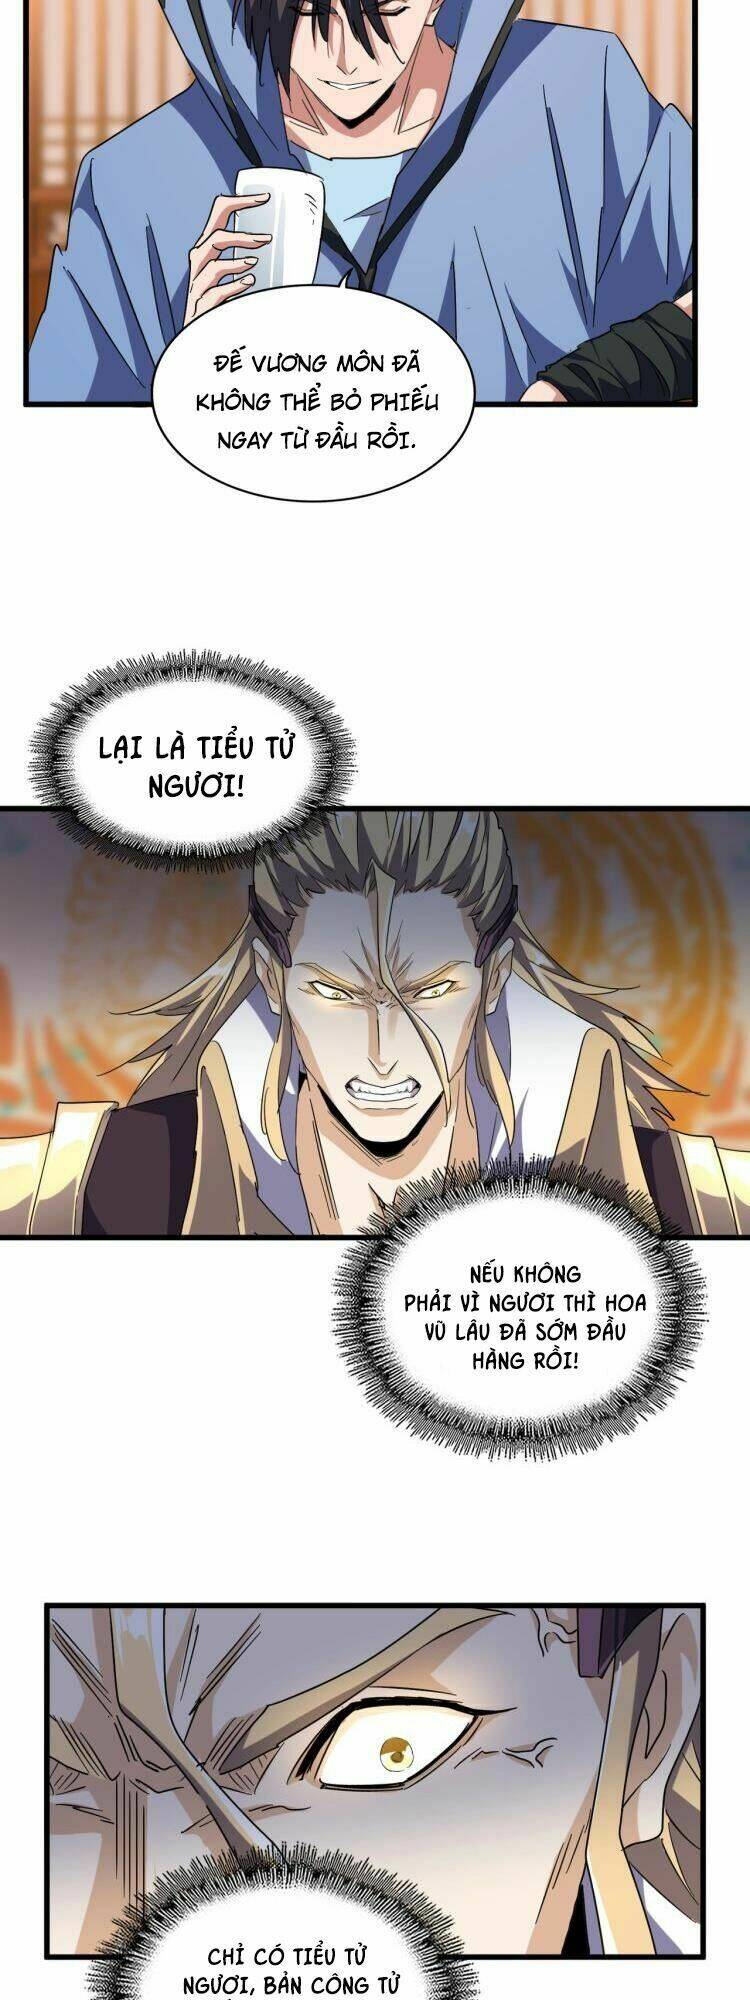 ĐẾ VƯƠNG MÔN ĐÃ
KHÔNG THỂ BỎ PHIẾU
NGAY TỪ ĐẦU RỒI.
LẠI LÀ TIỂU TỬ
NGƯƠI!
NẾU KHÔNG
PHẢI VÌ NGƯƠI THÌ HOA
VŨ LÂU ĐÃ SỚM ĐẦU
HÀNG RỒI!
CHỈ CÓ TIỂU TỬ
NGƯƠI, BẢN CÔNG TỬ